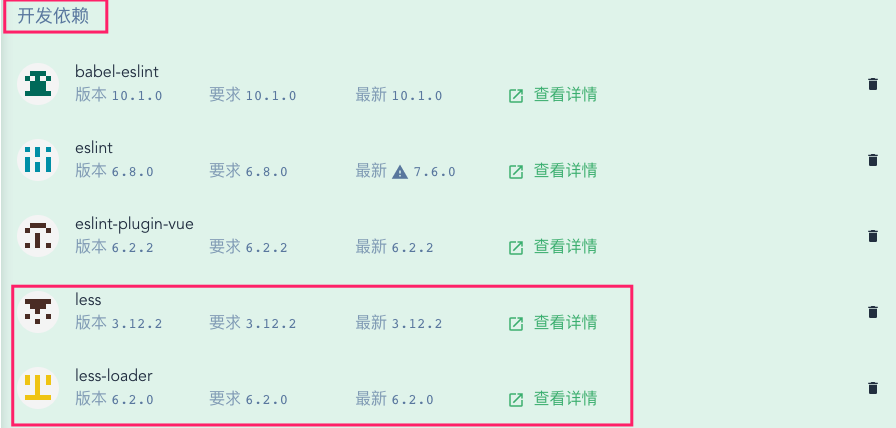 开发依赖
babel-eslint
版本 10.1.0 要求 10.1.0 最新 10.1.0 查看详情
eslint
版本 6.8.0 要求 6.8.0 最新 7.6.0 查看详情
eslint-plugin-vue
版本 6.2.2 要求 6.2.2 最新 6.2.2 查看详情
less
版本 3.12.2 要求 3.12.2 最新 3.12.2 查看详情
less-loader
版本 6.2.0 要求 6.2.0 最新 6.2.0 查看详情